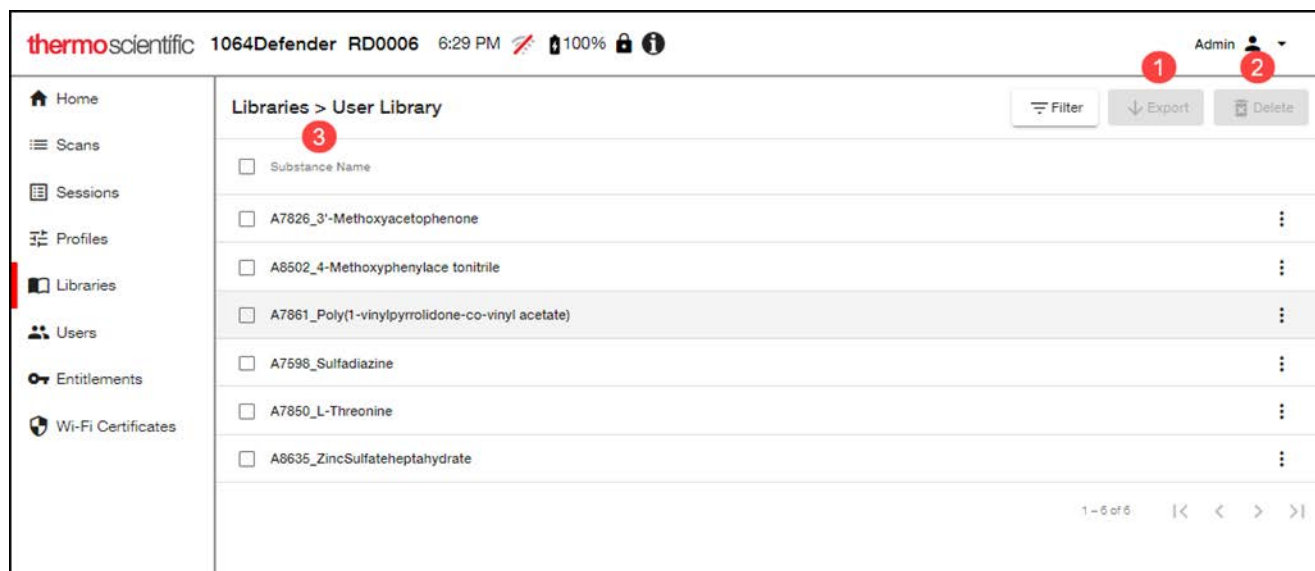 thermoscientific 1064Defender RD0006 6:29 PM 100% Admin
1 2
Home
Scans
Sessions
Profiles
Libraries
Users
Entitlements
Wi-Fi Certificates
Libraries > User Library Filter Export Delete
3
Substance Name
A7826_3'-Methoxyacetophenone
A8502_4-Methoxyphenylace tonitrile
A7861_Poly(1-vinylpyrrolidone-co-vinyl acetate)
A7598_Sulfadiazine
A7850_L-Threonine
A8635_ZincSulfateheptahydrate
1 – 6 of 6